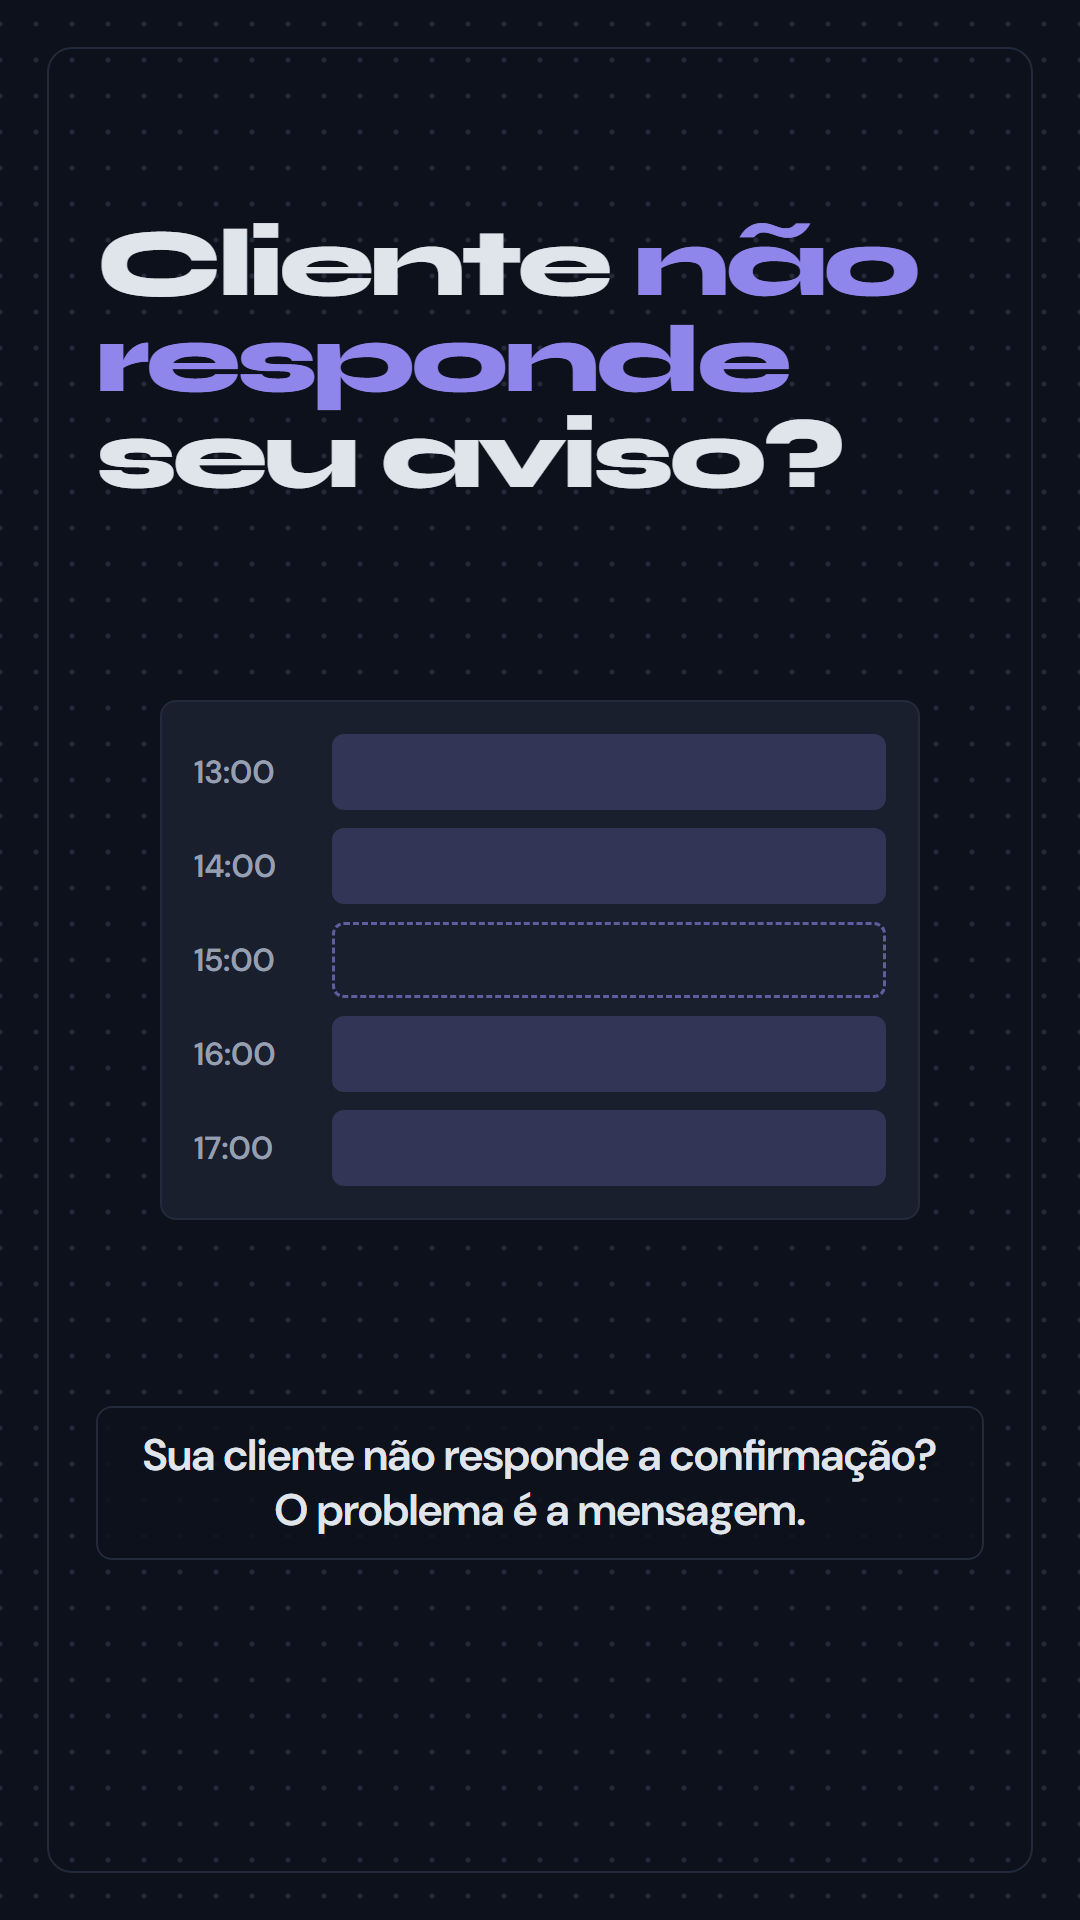 Cliente não
responde
seu aviso?
13:00
14:00
15:00
16:00
17:00
Sua cliente não responde a confirmação?
O problema é a mensagem.